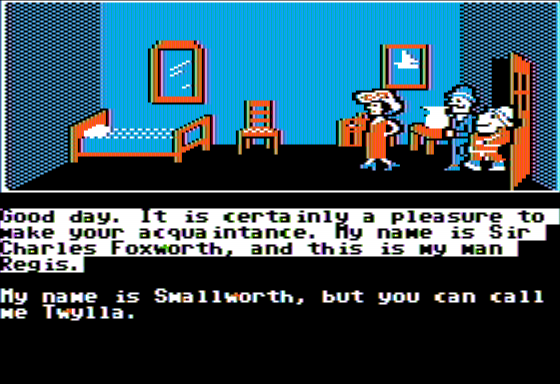 Good day. It is certainly a pleasure to
make your acquaintance. My name is Sir
Charles Foxworth, and this is my man
Regis.
My name is Smallworth, but you can call
me Twylla.